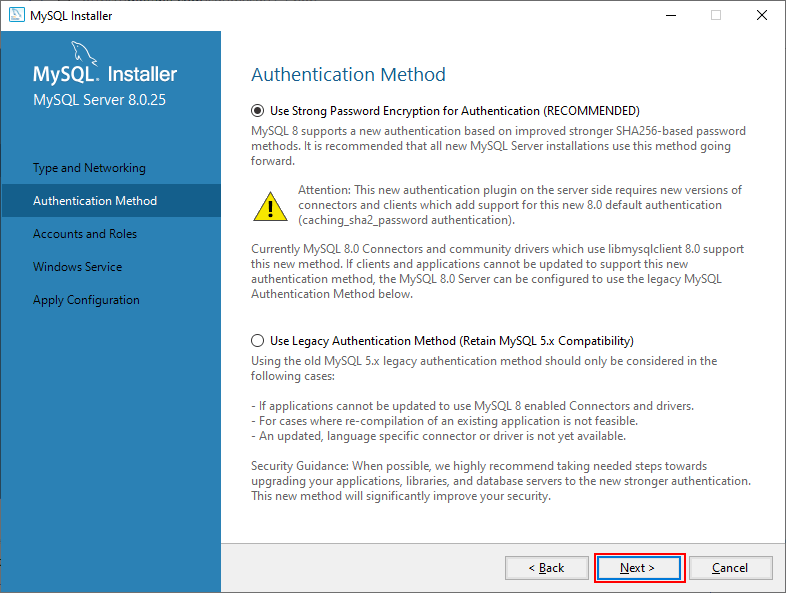 MySQL Installer
MySQL. Installer
MySQL Server 8.0.25
Type and Networking
Authentication Method
Accounts and Roles
Windows Service
Apply Configuration
Authentication Method
Use Strong Password Encryption for Authentication (RECOMMENDED)
MySQL 8 supports a new authentication based on improved stronger SHA256-based password
methods. It is recommended that all new MySQL Server installations use this method going
forward.
Attention: This new authentication plugin on the server side requires new versions of
connectors and clients which add support for this new 8.0 default authentication
(caching_sha2_password authentication).
Currently MySQL 8.0 Connectors and community drivers which use libmysqlclient 8.0 support
this new method. If clients and applications cannot be updated to support this new
authentication method, the MySQL 8.0 Server can be configured to use the legacy MySQL
Authentication Method below.
Use Legacy Authentication Method (Retain MySQL 5.x Compatibility)
Using the old MySQL 5.x legacy authentication method should only be considered in the
following cases:
- If applications cannot be updated to use MySQL 8 enabled Connectors and drivers.
- For cases where re-compilation of an existing application is not feasible.
- An updated, language specific connector or driver is not yet available.
Security Guidance: When possible, we highly recommend taking needed steps towards
upgrading your applications, libraries, and database servers to the new stronger authentication.
This new method will significantly improve your security.
< Back
Next >
Cancel